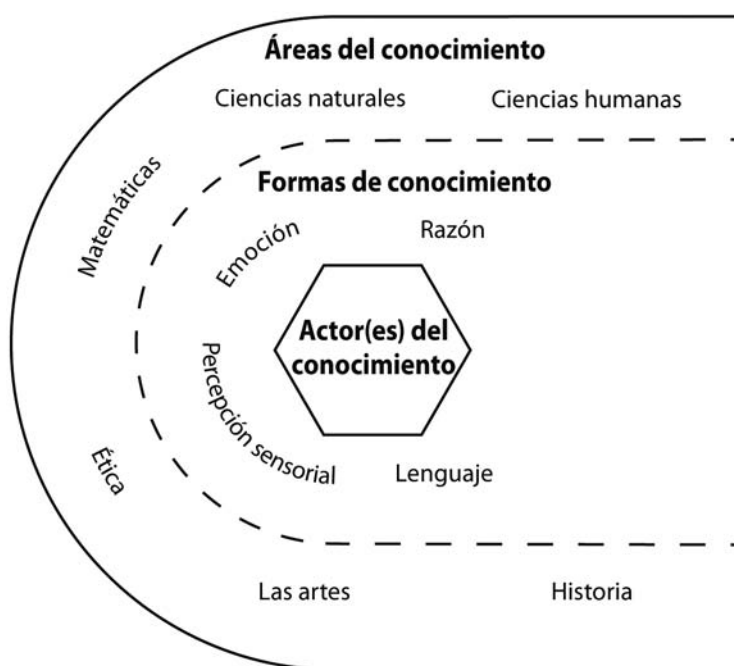 Áreas del conocimiento
Ciencias naturales
Ciencias humanas
Matemáticas
Formas de conocimiento
Emoción
Razón
Actor(es) del
conocimiento
Percepción sensorial
Lenguaje
Ética
Las artes
Historia